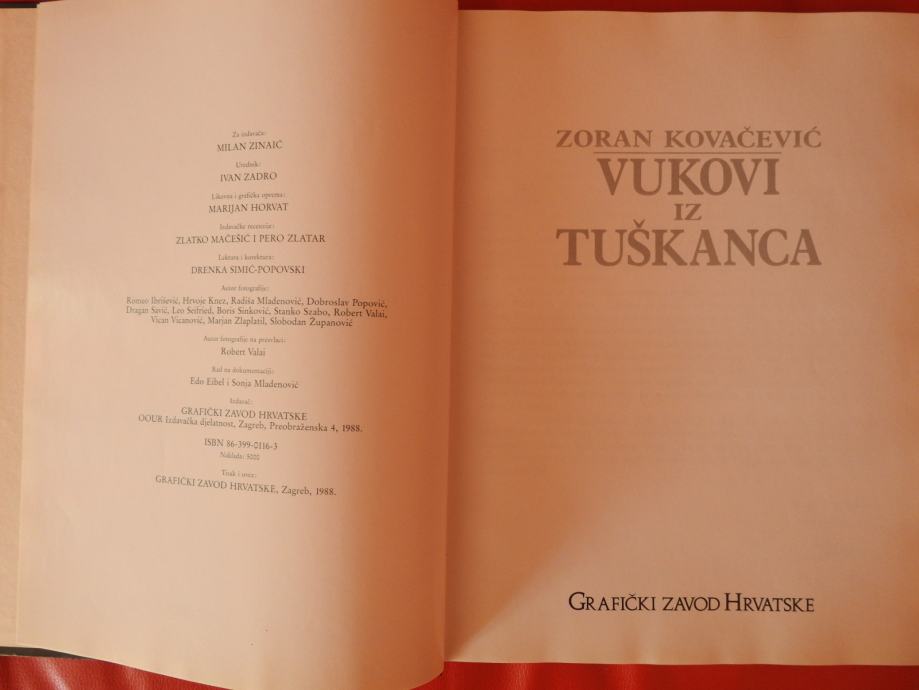 Za izdavača:
MILAN ZINAIĆ
Urednik:
IVAN ZADRO
Likovna i grafička oprema:
MARIJAN HORVAT
Izdavačke recenzije:
ZLATKO MAČEŠIĆ I PERO ZLATAR
Lektura i korektura:
DRENKA SIMIĆ-POPOVSKI
Autori fotografija:
Romeo Ibrišević, Hrvoje Knez, Radiša Mladenović, Dobroslav Popović,
Dragan Savić, Leo Seifried, Boris Sinković, Stanko Szabo, Robert Valai,
Vican Vicanović, Marjan Zlaplatil, Slobodan Županović
Autor fotografije na presvlaci:
Robert Valai
Rad na dokumentaciji:
Edo Eibel i Sonja Mladenović
Izdavač:
GRAFIČKI ZAVOD HRVATSKE
OOUR Izdavačka djelatnost, Zagreb, Preobraženska 4, 1988.
ISBN 86-399-0116-3
Naklada: 5000
Tisak i uvez:
GRAFIČKI ZAVOD HRVATSKE, Zagreb, 1988.
ZORAN KOVAČEVIĆ
VUKOVI
IZ
TUŠKANCA
GRAFIČKI ZAVOD HRVATSKE